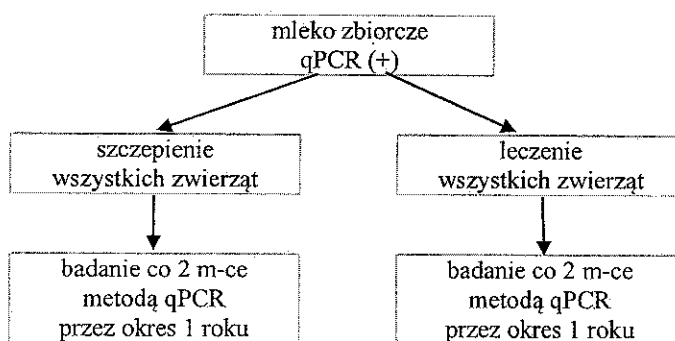 mleko zbiorcze
qPCR (+)
szczepienie
wszystkich zwierząt
leczenie
wszystkich zwierząt
badanie co 2 m-ce
metodą qPCR
przez okres 1 roku
badanie co 2 m-ce
metodą qPCR
przez okres 1 roku